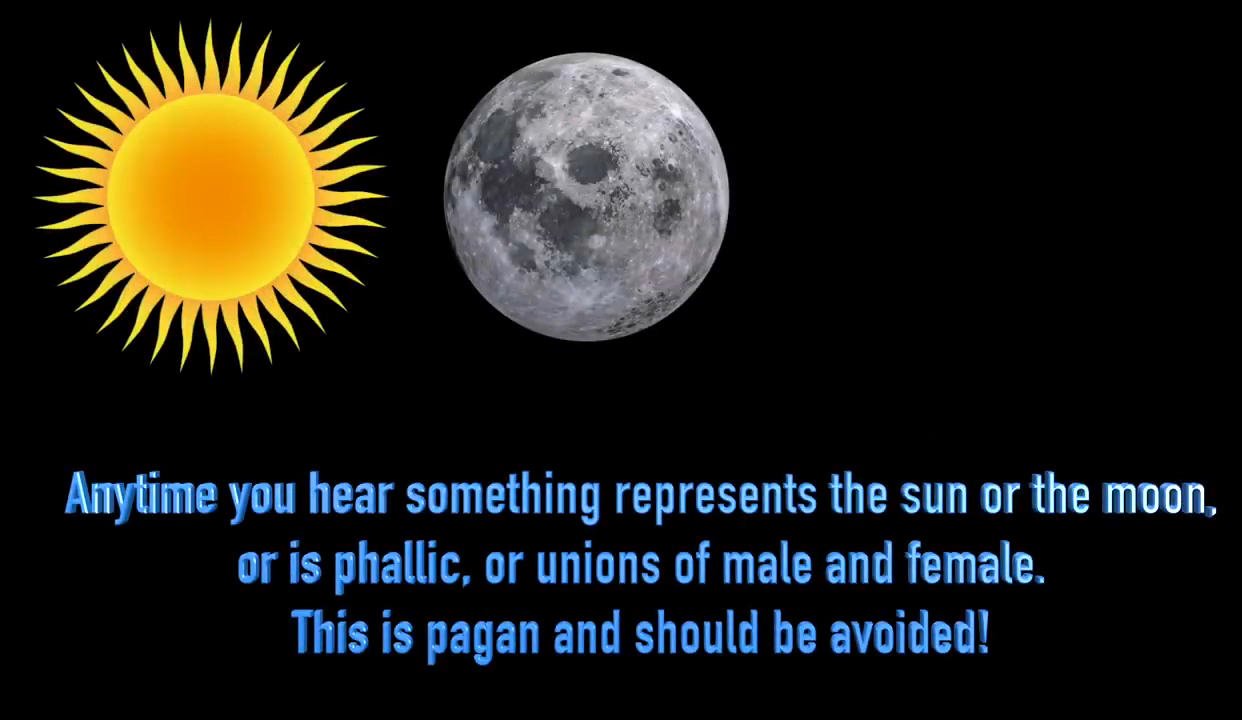 Anytime you hear something represents the sun or the moon,
or is phallic, or unions of male and female.
This is pagan and should be avoided!